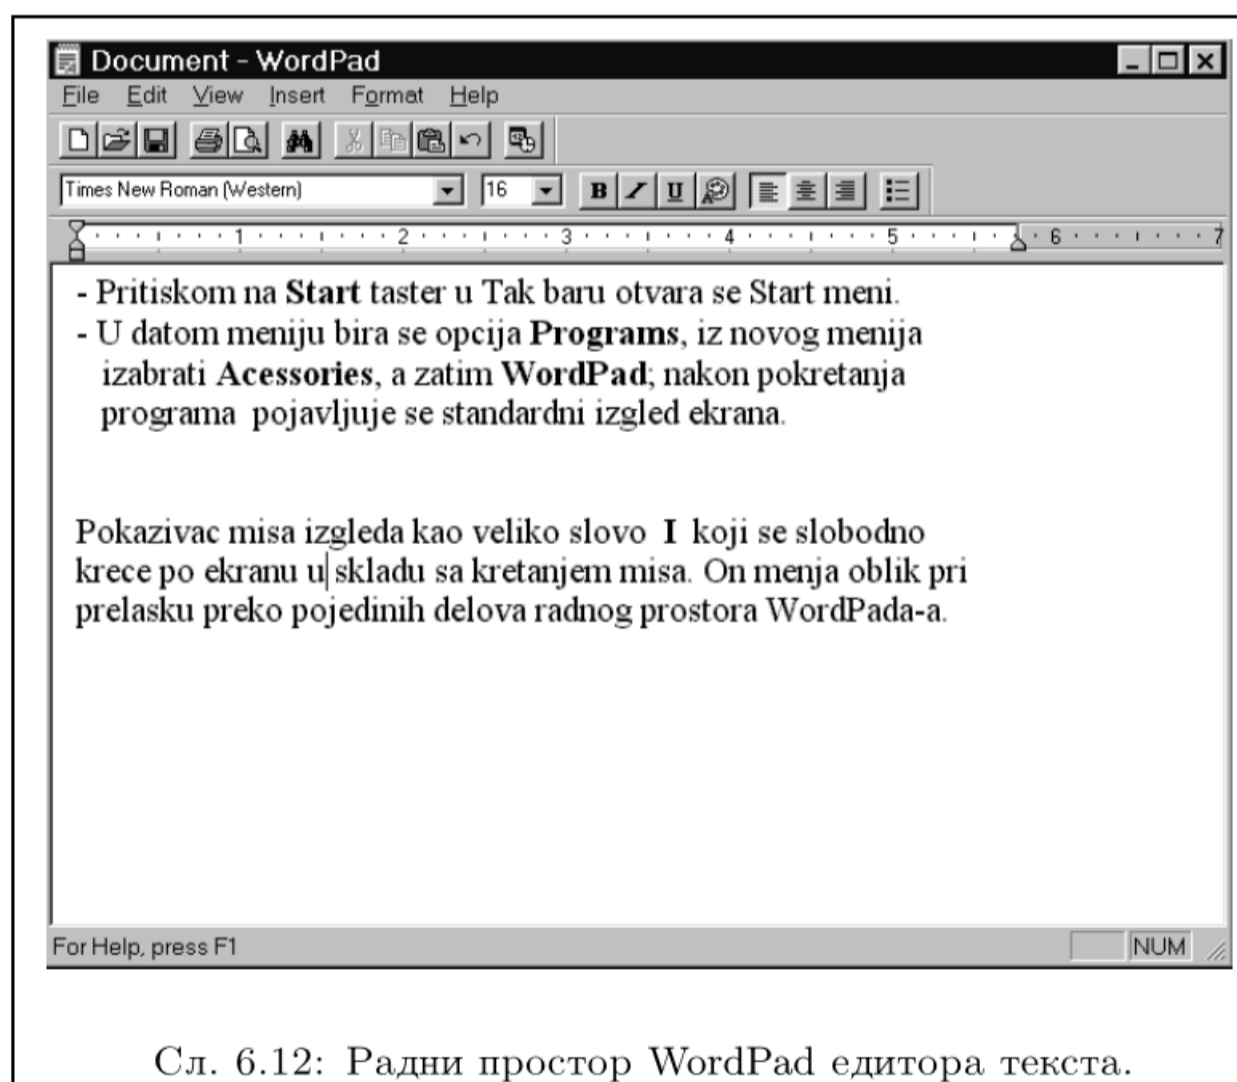 Document - WordPad
File Edit View Insert Format Help
Times New Roman (Western) 16 B I U
1 2 3 4 5 6 7
- Pritiskom na Start taster u Tak baru otvara se Start meni.
- U datom meniju bira se opcija Programs, iz novog menija
izabrati Acessories, a zatim WordPad; nakon pokretanja
programa pojavljuje se standardni izgled ekrana.
Pokazivac misa izgleda kao veliko slovo I koji se slobodno
krece po ekranu u skladu sa kretanjem misa. On menja oblik pri
prelasku preko pojedinih delova radnog prostora WordPada-a.
For Help, press F1 NUM
Сл. 6.12: Радни простор WordPad едитора текста.